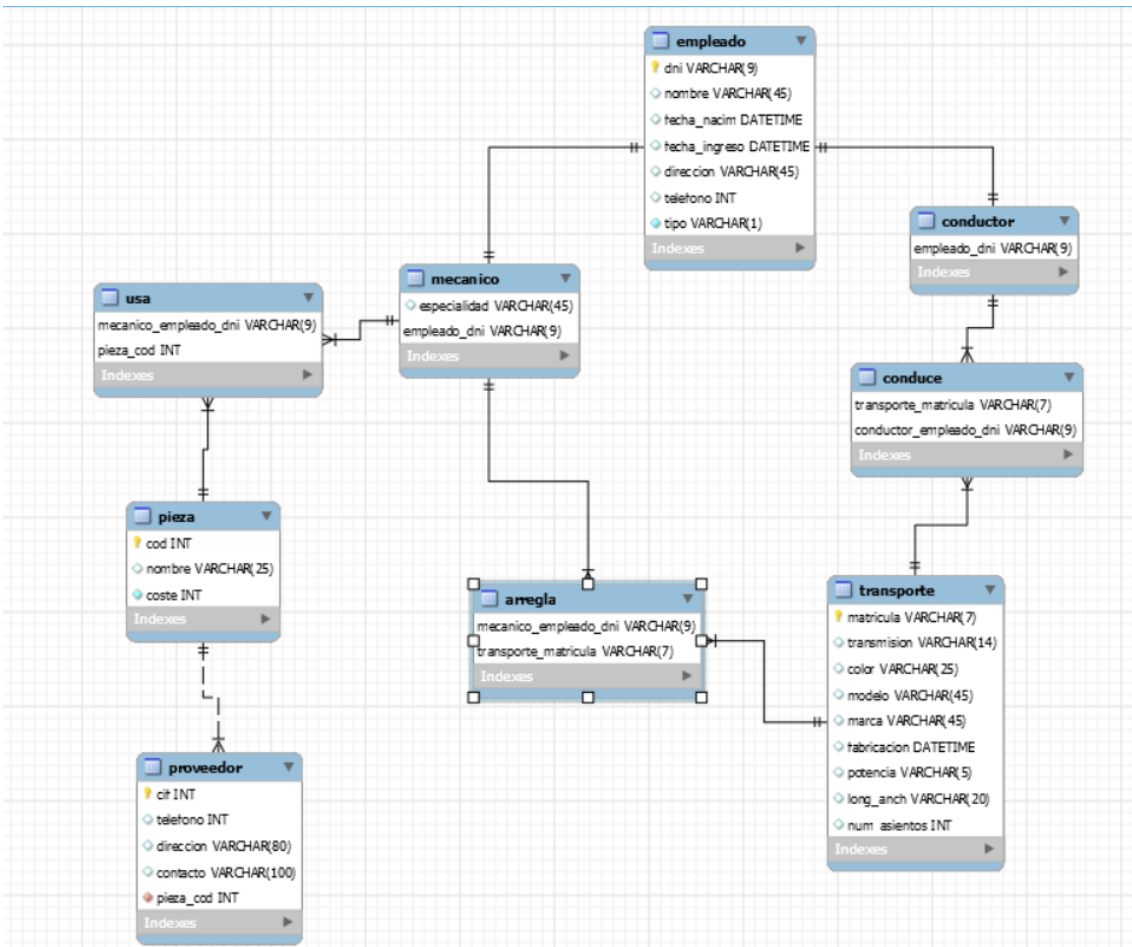 empleado
dni VARCHAR(9)
nombre VARCHAR(45)
fecha_nacim DATETIME
fecha_ingreso DATETIME
direccion VARCHAR(45)
telefono INT
tipo VARCHAR(1)
Indexes
conductor
empleado_dni VARCHAR(9)
Indexes
mecanico
especialidad VARCHAR(45)
empleado_dni VARCHAR(9)
Indexes
usa
mecanico_empleado_dni VARCHAR(9)
pieza_cod INT
Indexes
conduce
transporte_matricula VARCHAR(7)
conductor_empleado_dni VARCHAR(9)
Indexes
pieza
cod INT
nombre VARCHAR(25)
coste INT
Indexes
arregla
mecanico_empleado_dni VARCHAR(9)
transporte_matricula VARCHAR(7)
Indexes
transporte
matricula VARCHAR(7)
transmision VARCHAR(14)
color VARCHAR(25)
modelo VARCHAR(45)
marca VARCHAR(45)
fabricacion DATETIME
potencia VARCHAR(5)
long_anch VARCHAR(20)
num_asientos INT
Indexes
proveedor
cif INT
telefono INT
direccion VARCHAR(80)
contacto VARCHAR(100)
pieza_cod INT
Indexes